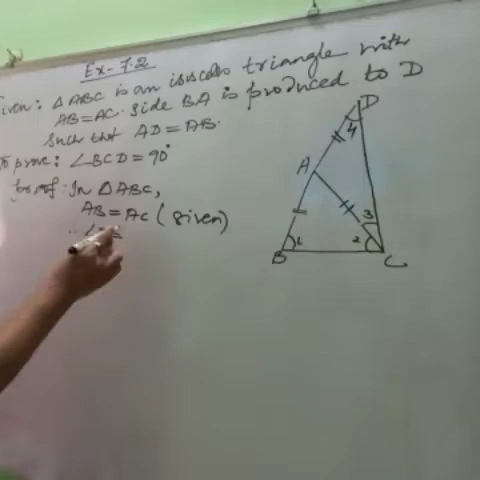 Ex- 7.2
Given: △ABC is an isosceles triangle with
AB=AC. Side BA is produced to D
Such that AD=AB.
To prove: ∠BCD=90°
Proof: In △ABC,
AB=AC (Given)
∴ ∠1=
D
4
A
3
1
2
B
C